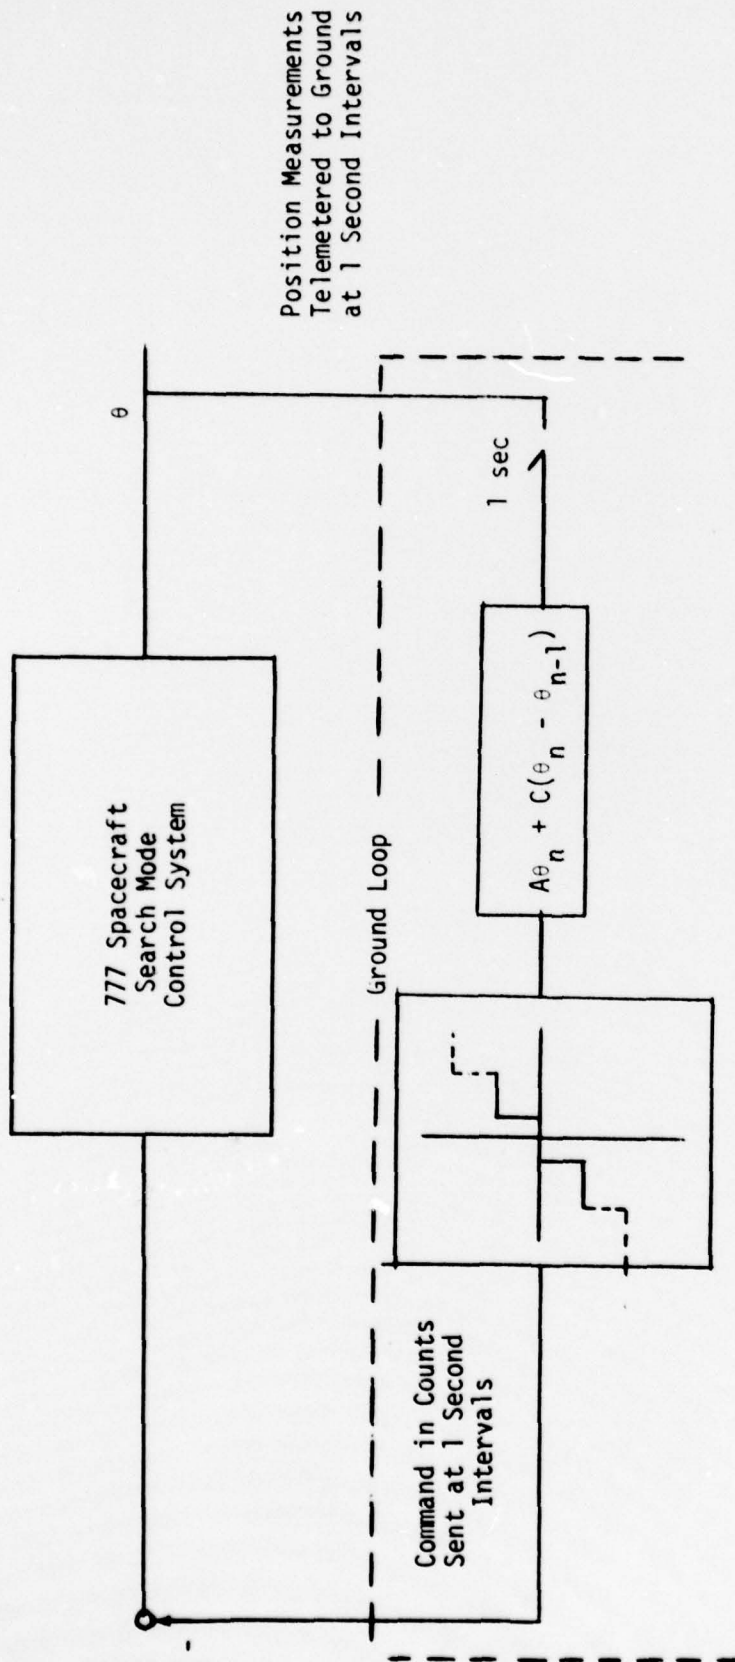 777 Spacecraft
Search Mode
Control System
θ
Position Measurements
Telemetered to Ground
at 1 Second Intervals
-
Ground Loop
Command in Counts
Sent at 1 Second
Intervals
Aθn + C(θn - θn-1)
1 sec